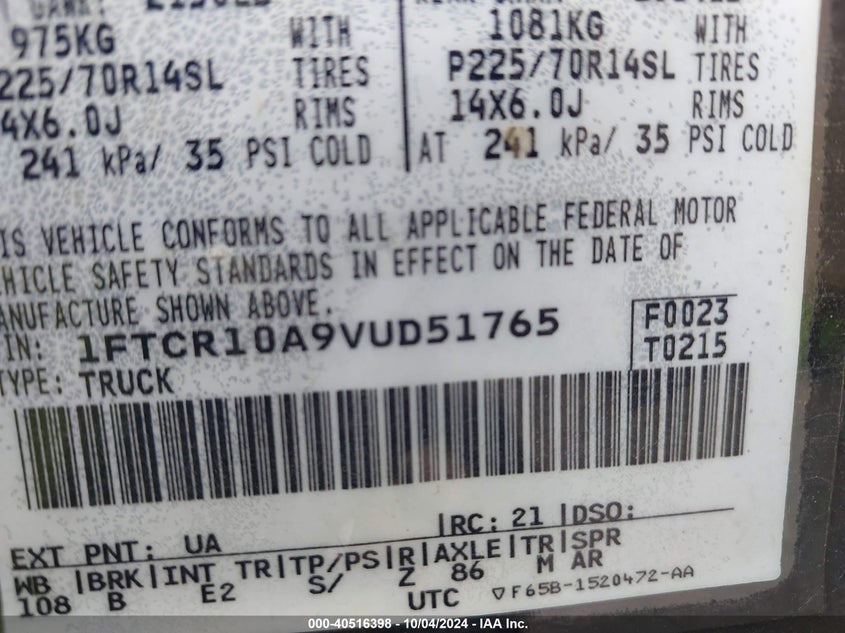 975KG WITH 1081KG WITH
225/70R14SL TIRES P225/70R14SL TIRES
4X6.0J RIMS 14X6.0J RIMS
241 kPa/ 35 PSI COLD AT 241 kPa/ 35 PSI COLD
IS VEHICLE CONFORMS TO ALL APPLICABLE FEDERAL MOTOR
HICLE SAFETY STANDARDS IN EFFECT ON THE DATE OF
ANUFACTURE SHOWN ABOVE.
IN: 1FTCR10A9VUD51765 F0023
TYPE: TRUCK T0215
EXT PNT: UA RC: 21 DSO:
WB BRK INT TR TP/PS R AXLE TR SPR
108 B E2 S/ Z 86 M AR
UTC ▽F65B-1520472-AA
000-40516398 - 10/04/2024 - IAA Inc.